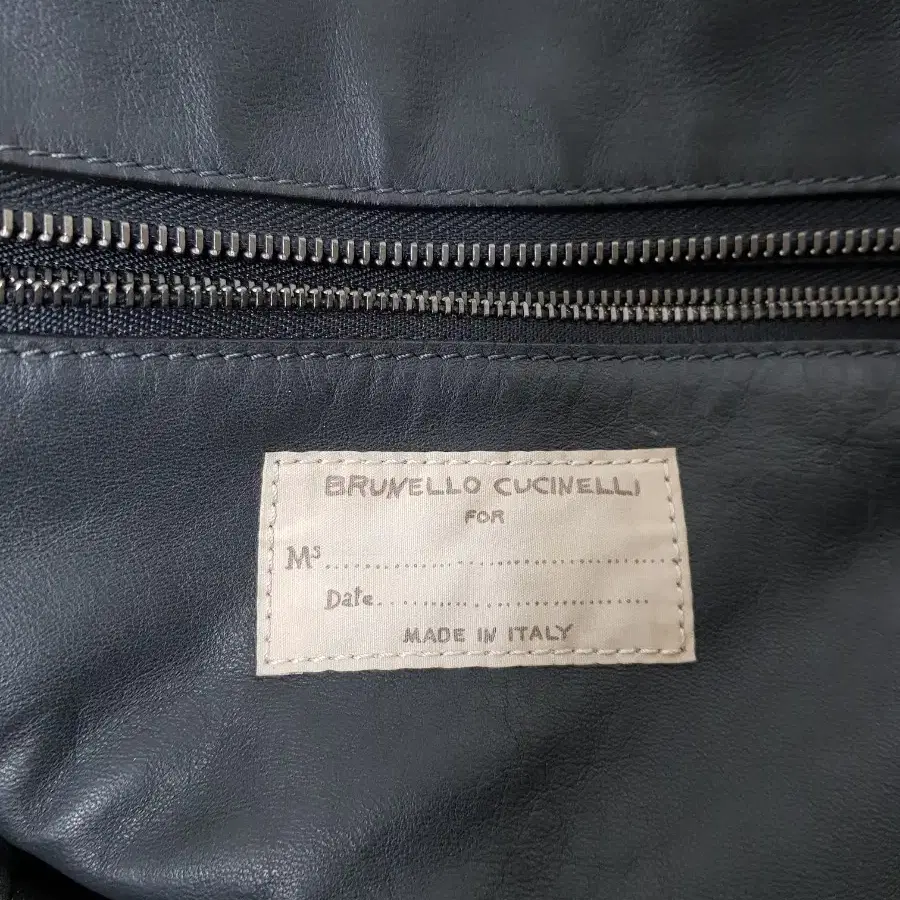 BRUNELLO CUCINELLI
FOR
Ms..............................................
Date......................................
MADE IN ITALY